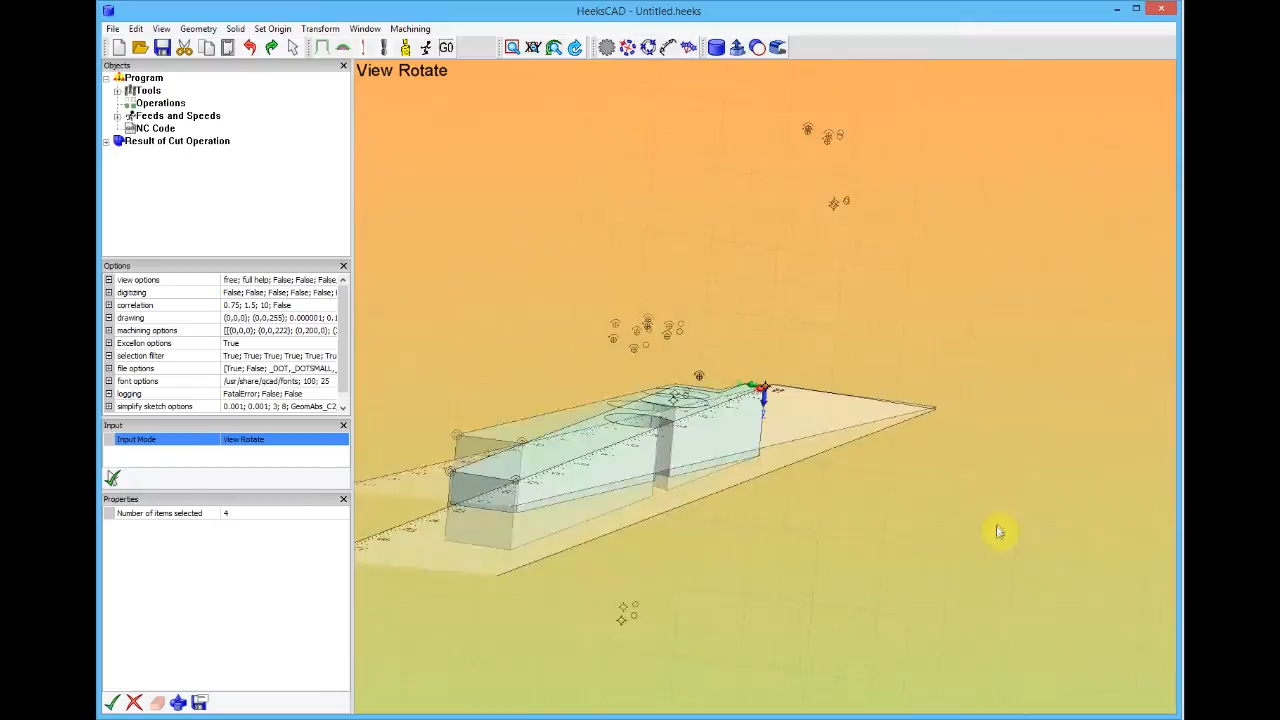 HeeksCAD - Untitled.heeks
File Edit View Geometry Solid Set Origin Transform Window Machining
G0
Objects
Program
Tools
Operations
Feeds and Speeds
NC Code
Result of Cut Operation
View Rotate
Options
view options free; full help; False; False; False
digitizing False; False; False; False; False;
correlation 0.75; 1.5; 10; False
drawing (0,0,0); (0,0,255); 0.000001; 0.
machining options [[(0,0,0); (0,0,222); (0,200,0); (
Excellon options True
selection filter True; True; True; True; True; True
file options [True; False; _DOT,_DOTSMALL,
font options /usr/share/qcad/fonts; 100; 25
logging FatalError; False; False
simplify sketch options 0.001; 0.001; 3; 8; GeomAbs_C2
Input
Input Mode View Rotate
Properties
Number of items selected 4